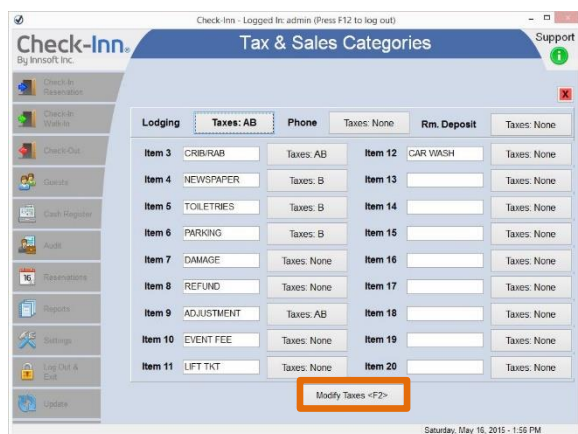 Check-Inn - Logged In: admin (Press F12 to log out)
Check-Inn®
By Innsoft Inc.
Tax & Sales Categories
Support
Check-In
Reservation
Check-In
Walk-In
Check-Out
Guests
Cash Register
Audit
16 Reservations
Reports
Settings
Log Out &
Exit
Update
X
Lodging Taxes: AB Phone Taxes: None Rm. Deposit Taxes: None
Item 3 CRIB/RAB Taxes: AB Item 12 CAR WASH Taxes: None
Item 4 NEWSPAPER Taxes: B Item 13 Taxes: None
Item 5 TOILETRIES Taxes: B Item 14 Taxes: None
Item 6 PARKING Taxes: B Item 15 Taxes: None
Item 7 DAMAGE Taxes: None Item 16 Taxes: None
Item 8 REFUND Taxes: None Item 17 Taxes: None
Item 9 ADJUSTMENT Taxes: AB Item 18 Taxes: None
Item 10 EVENT FEE Taxes: None Item 19 Taxes: None
Item 11 LIFT TKT Taxes: None Item 20 Taxes: None
Modify Taxes <F2>
Saturday, May 16, 2015 - 1:56 PM